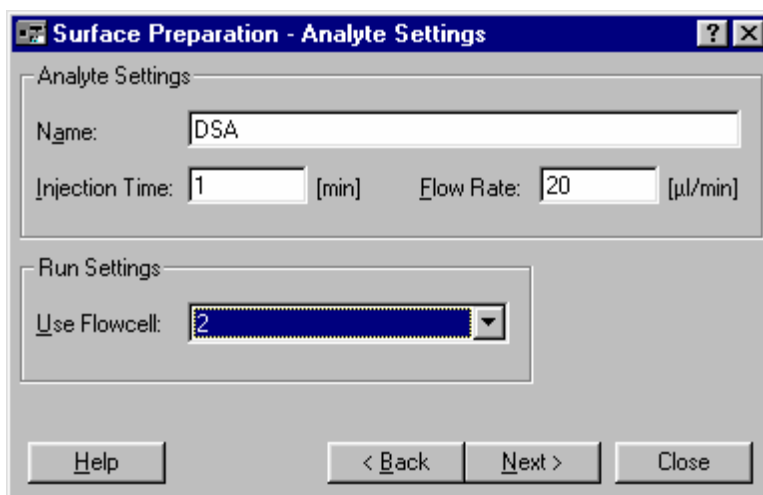 Surface Preparation - Analyte Settings
Analyte Settings
Name: DSA
Injection Time: 1 [min] Flow Rate: 20 [µl/min]
Run Settings
Use Flowcell: 2
Help < Back Next > Close